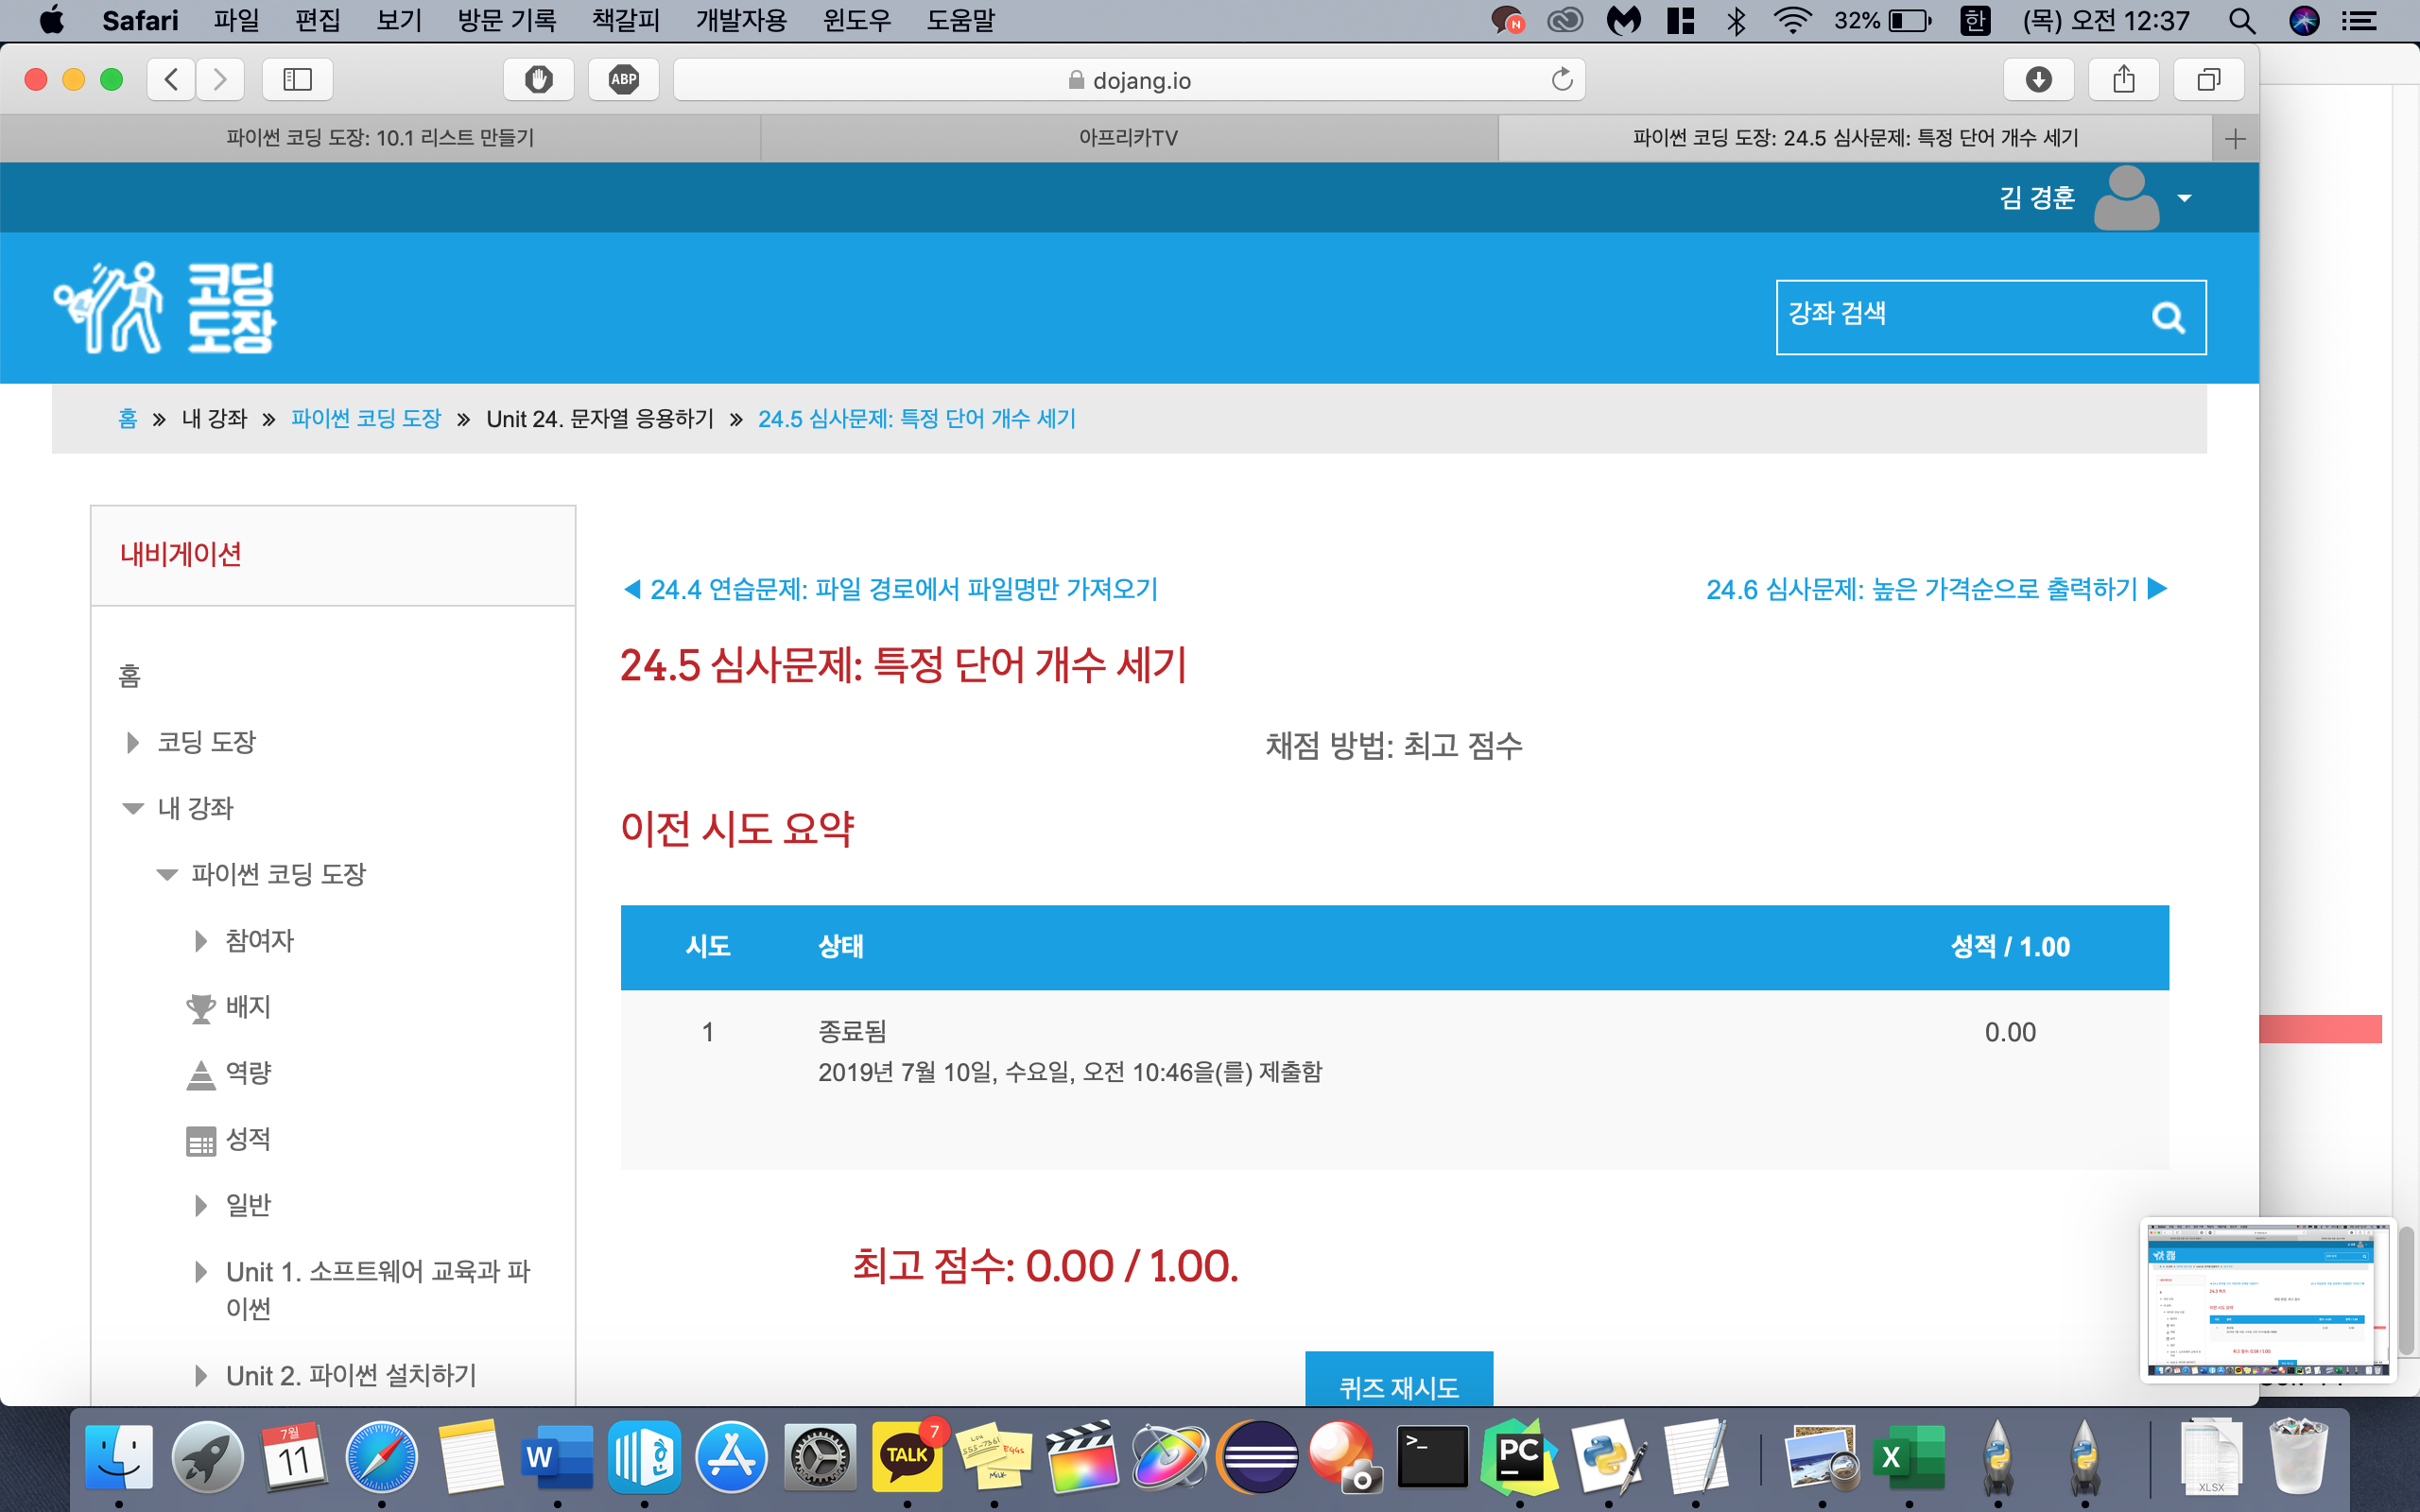 Safari 파일 편집 보기 방문 기록 책갈피 개발자용 윈도우 도움말 N 32% 한 (목) 오전 12:37
ABP dojang.io
파이썬 코딩 도장: 10.1 리스트 만들기 아프리카TV 파이썬 코딩 도장: 24.5 심사문제: 특정 단어 개수 세기
김 경훈
코딩
도장
강좌 검색
홈 » 내 강좌 » 파이썬 코딩 도장 » Unit 24. 문자열 응용하기 » 24.5 심사문제: 특정 단어 개수 세기
내비게이션
홈
코딩 도장
내 강좌
파이썬 코딩 도장
참여자
배지
역량
성적
일반
Unit 1. 소프트웨어 교육과 파
이썬
Unit 2. 파이썬 설치하기
◀ 24.4 연습문제: 파일 경로에서 파일명만 가져오기 24.6 심사문제: 높은 가격순으로 출력하기 ▶
24.5 심사문제: 특정 단어 개수 세기
채점 방법: 최고 점수
이전 시도 요약
시도 상태 성적 / 1.00
1 종료됨 0.00
2019년 7월 10일, 수요일, 오전 10:46을(를) 제출함
최고 점수: 0.00 / 1.00.
퀴즈 재시도
7월
11
W
TALK
7
EGGS
MILK
>_
PC
X
XLSX